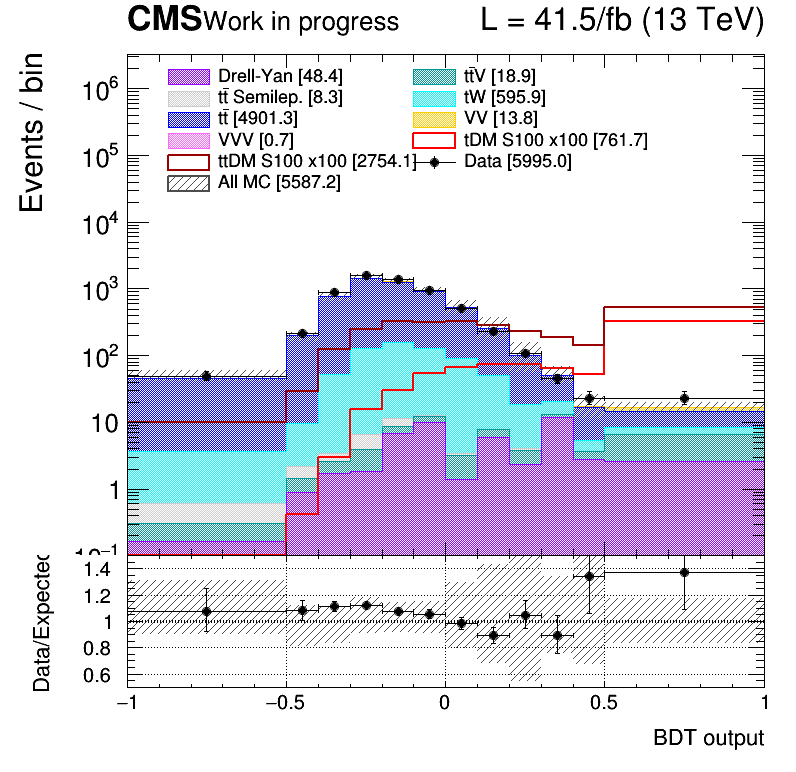 CMS Work in progress L = 41.5/fb (13 TeV)
Events / bin
Drell-Yan [48.4] tt̄V [18.9]
tt̄ Semilep. [8.3] tW [595.9]
tt̄ [4901.3] VV [13.8]
VVV [0.7] tDM S100 x100 [761.7]
ttDM S100 x100 [2754.1] Data [5995.0]
All MC [5587.2]
10⁶
10⁵
10⁴
10³
10²
10
1
10⁻¹
Data/Expected
1.4
1.2
1
0.8
0.6
−1 −0.5 0 0.5 1
BDT output